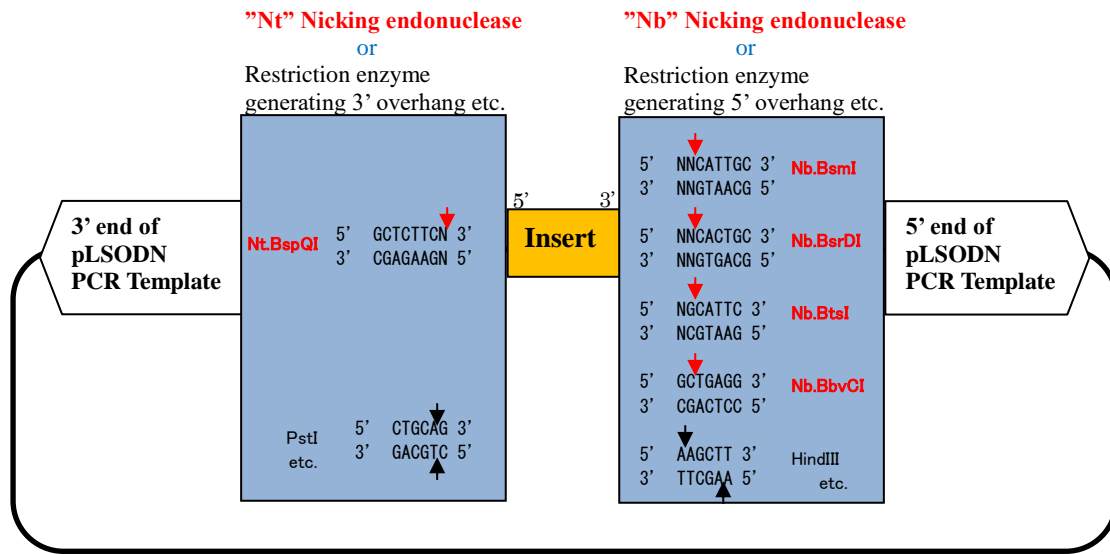 ”Nt” Nicking endonuclease
or
Restriction enzyme
generating 3’ overhang etc.
”Nb” Nicking endonuclease
or
Restriction enzyme
generating 5’ overhang etc.
3’ end of
pLSODN
PCR Template
Nt.BspQI
5’ GCTCTTCN 3’
3’ CGAGAAGN 5’
PstI
etc.
5’ CTGCAG 3’
3’ GACGTC 5’
5’ 3’
Insert
5’ NNCATTGC 3’ Nb.BsmI
3’ NNGTAACG 5’
5’ NNCACTGC 3’ Nb.BsrDI
3’ NNGTGACG 5’
5’ NGCATTC 3’ Nb.BtsI
3’ NCGTAAG 5’
5’ GCTGAGG 3’ Nb.BbvCI
3’ CGACTCC 5’
5’ AAGCTT 3’ HindIII
3’ TTCGAA 5’ etc.
5’ end of
pLSODN
PCR Template